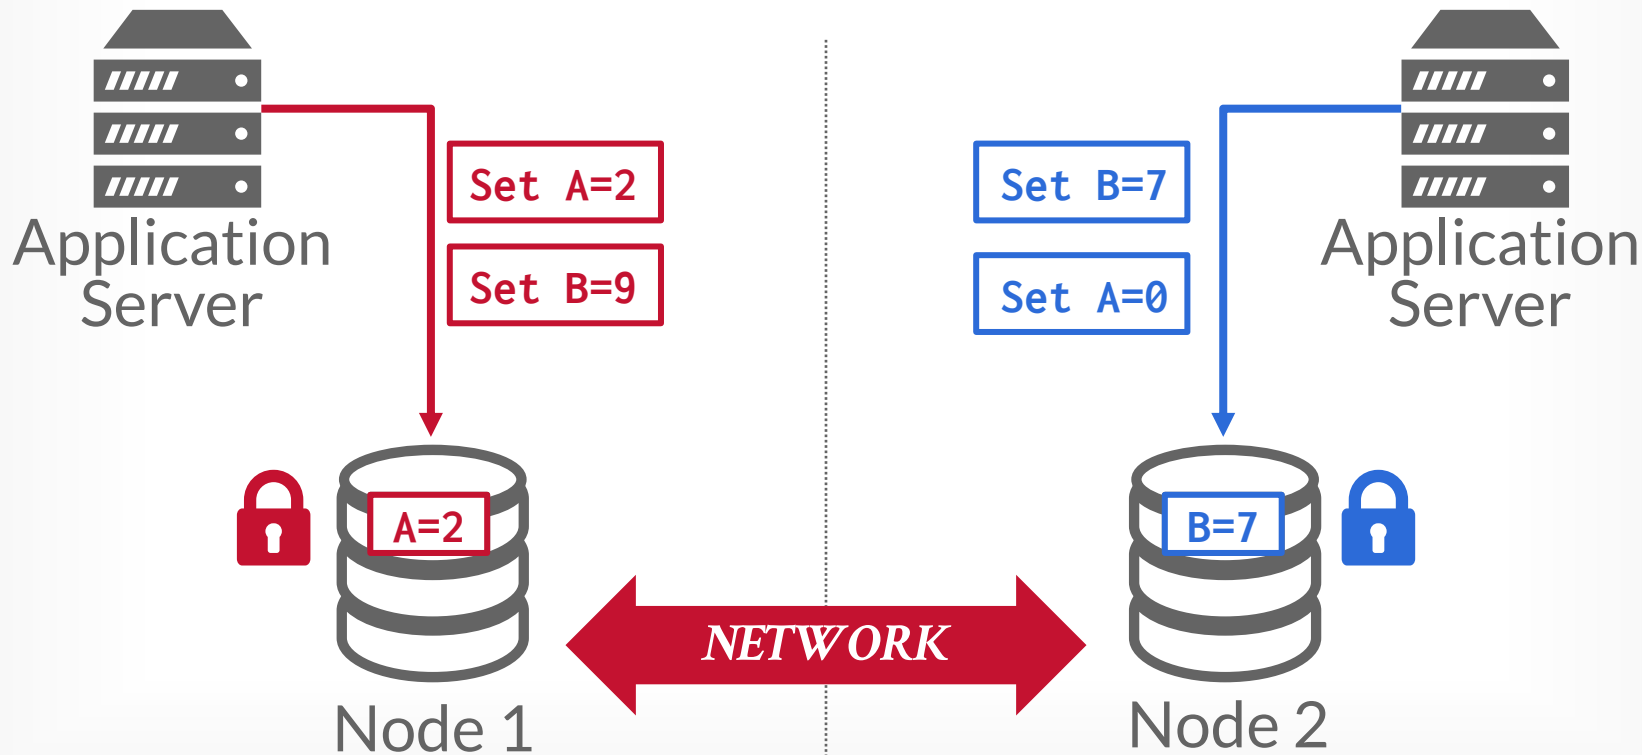 Set A=2
Set B=9
Application
Server
Set B=7
Set A=0
Application
Server
A=2
B=7
NETWORK
Node 1
Node 2